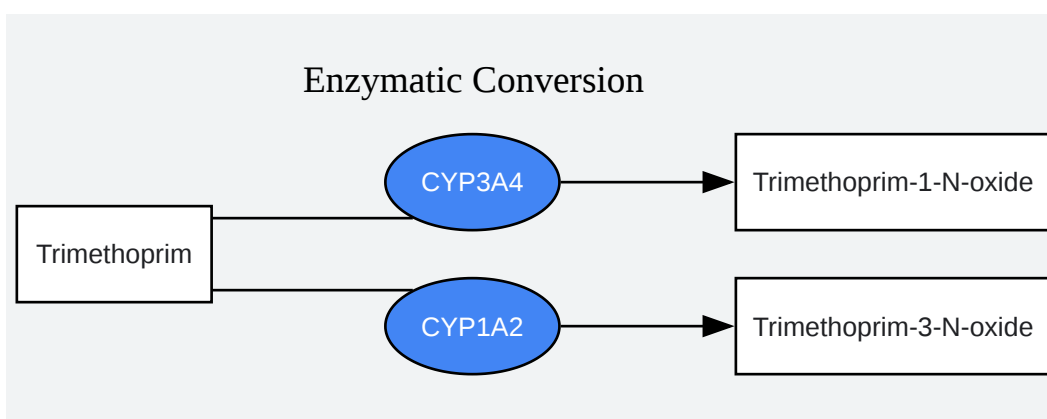 Enzymatic Conversion
CYP3A4
Trimethoprim-1-N-oxide
Trimethoprim
CYP1A2
Trimethoprim-3-N-oxide